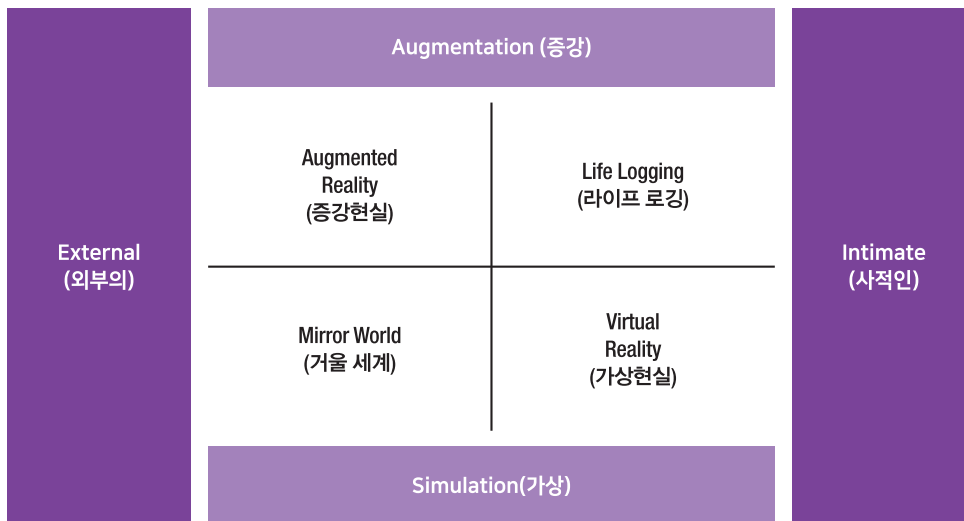 Augmentation (증강)
External
(외부의)
Augmented
Reality
(증강현실)
Life Logging
(라이프 로깅)
Intimate
(사적인)
Mirror World
(거울 세계)
Virtual
Reality
(가상현실)
Simulation(가상)